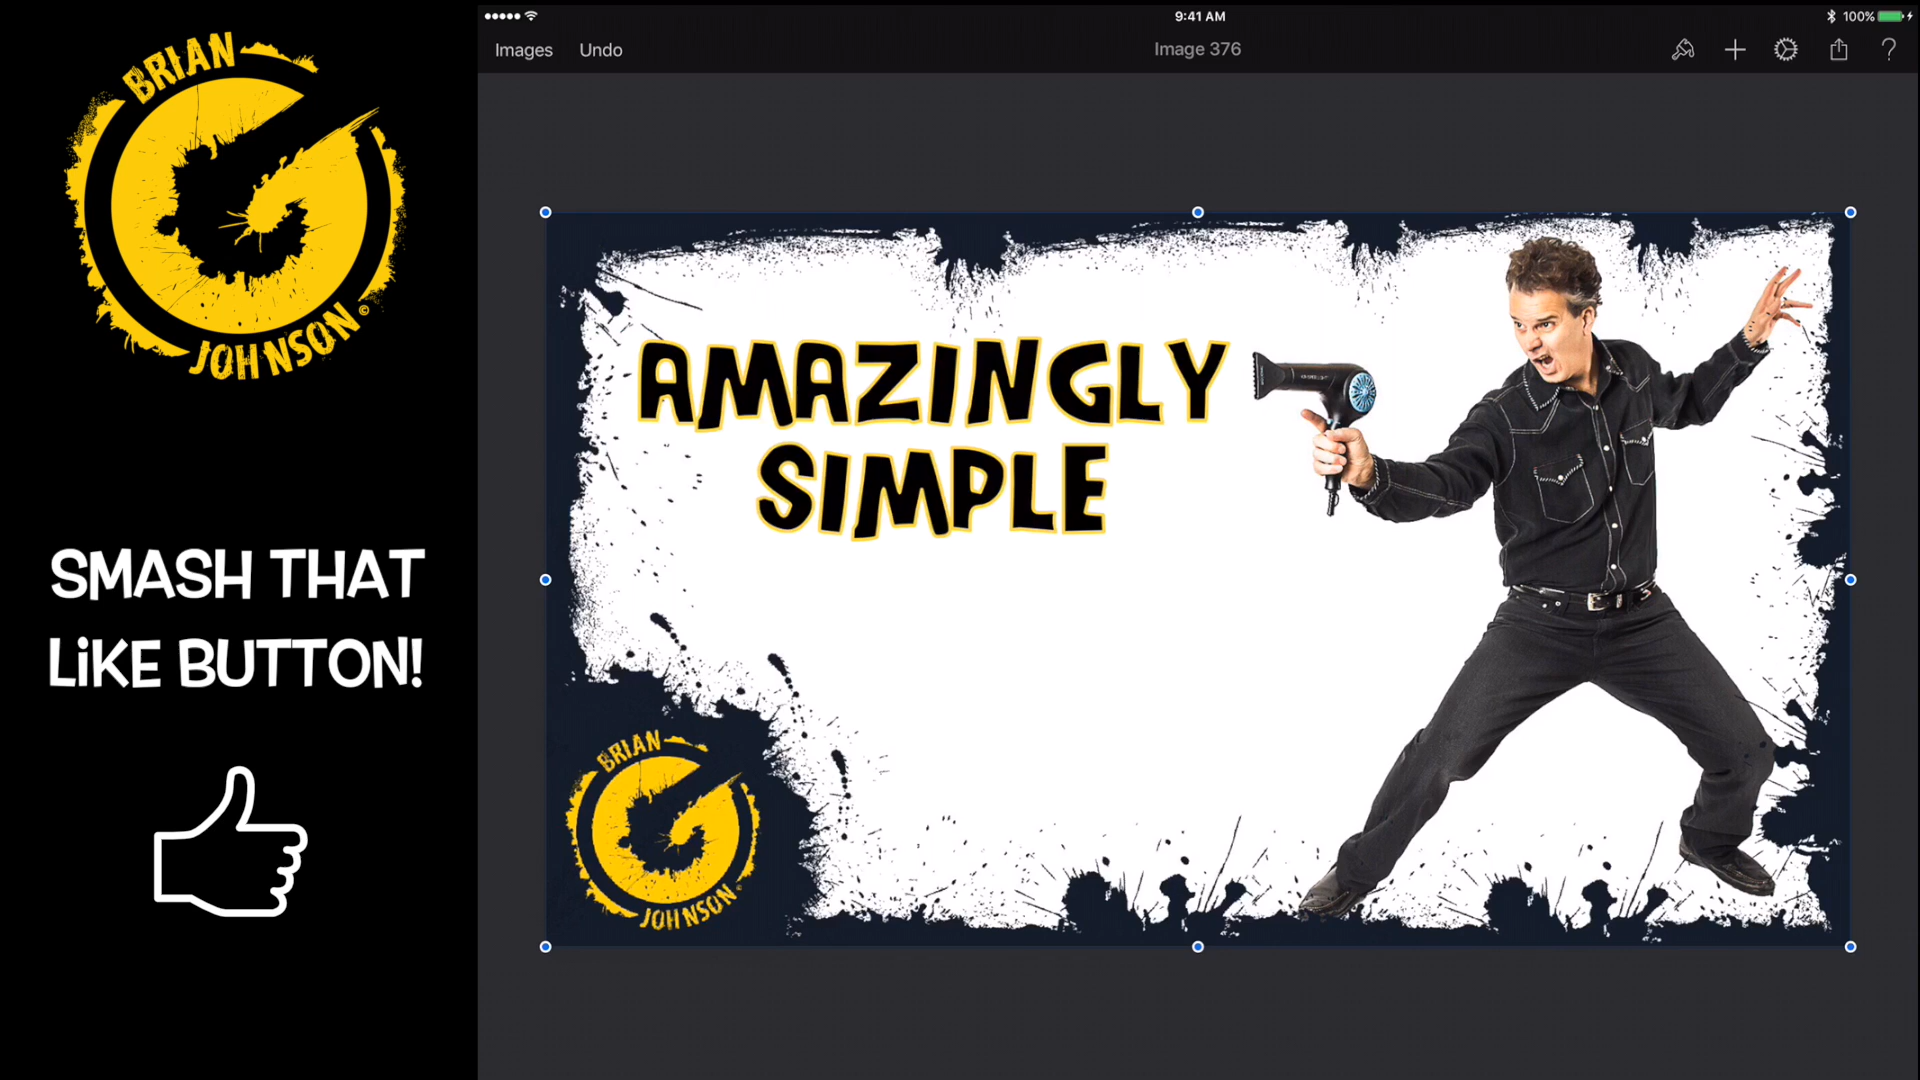 BRIAN
JOHNSON
©
SMASH THAT
LiKE BUTTON!
9:41 AM
100%
Images
Undo
Image 376
?
AMAZINGLY
SIMPLE
BRIAN
JOHNSON